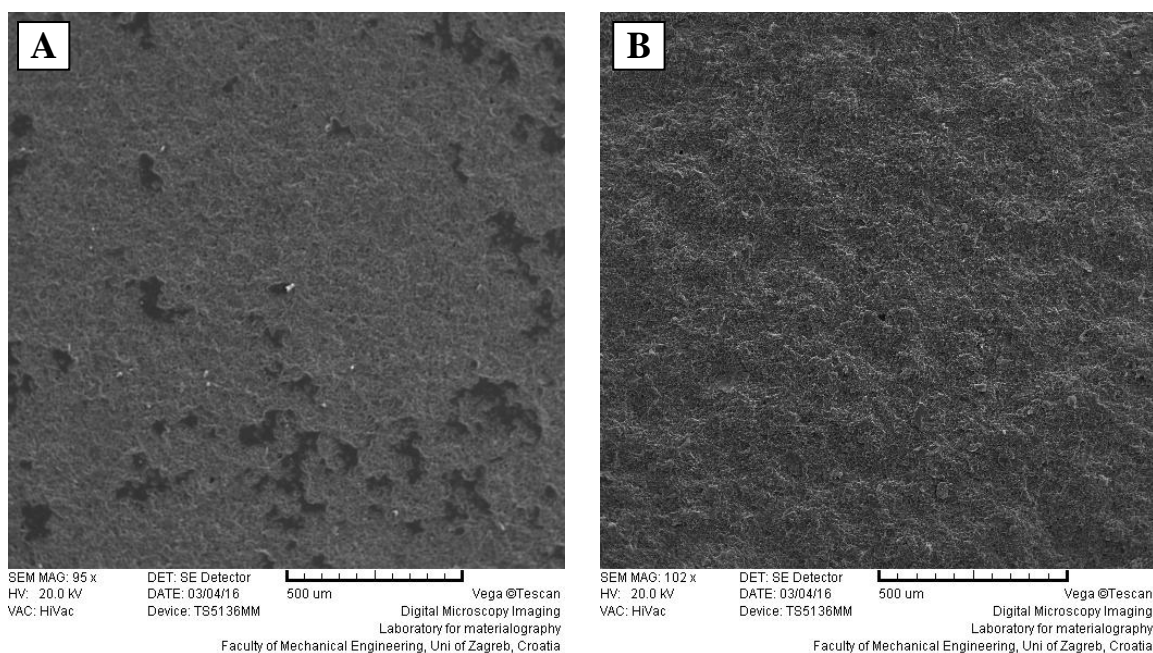 A
SEM MAG: 95 x DET: SE Detector
HV: 20.0 kV DATE: 03/04/16 500 um Vega ©Tescan
VAC: HiVac Device: TS5136MM Digital Microscopy Imaging
Laboratory for materialography
Faculty of Mechanical Engineering, Uni of Zagreb, Croatia
B
SEM MAG: 102 x DET: SE Detector
HV: 20.0 kV DATE: 03/04/16 500 um Vega ©Tescan
VAC: HiVac Device: TS5136MM Digital Microscopy Imaging
Laboratory for materialography
Faculty of Mechanical Engineering, Uni of Zagreb, Croatia